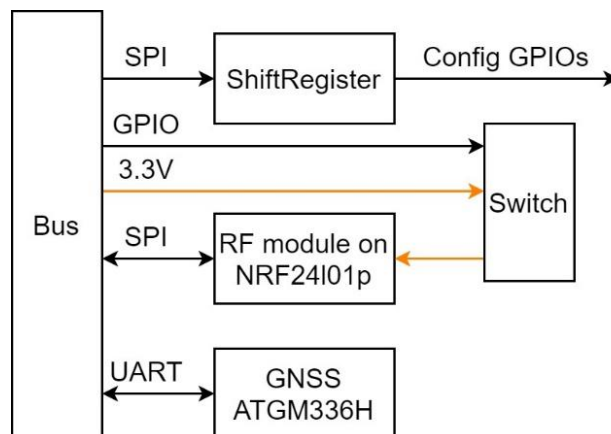 SPI
ShiftRegister
Config GPIOs
GPIO
3.3V
Switch
Bus
SPI
RF module on
NRF24l01p
UART
GNSS
ATGM336H